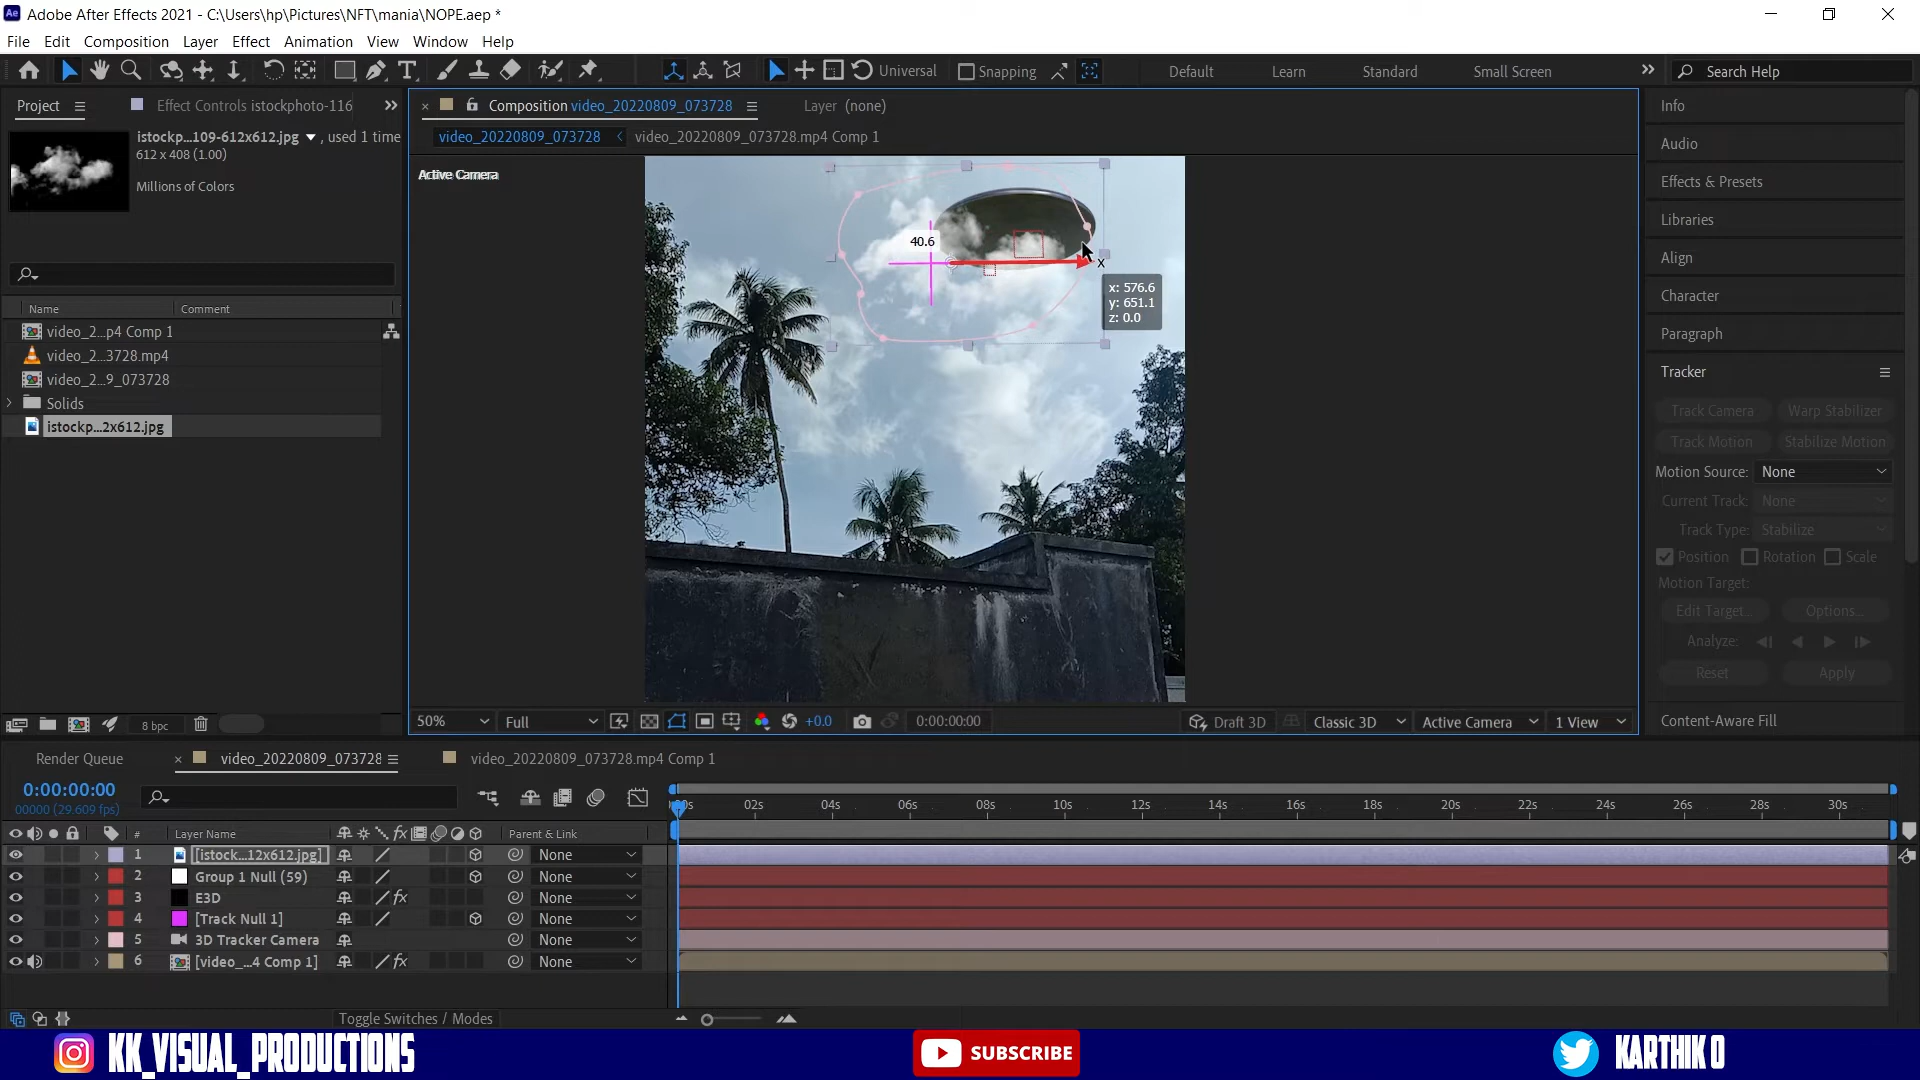 Adobe After Effects 2021 - C:\Users\hp\Pictures\NFT\mania\NOPE.aep *
File Edit Composition Layer Effect Animation View Window Help
Universal Snapping Default Learn Standard Small Screen Search Help
Project Effect Controls istockphoto-116
istockp...109-612x612.jpg , used 1 time
612 x 408 (1.00)
Millions of Colors
Name Comment
video_2...p4 Comp 1
video_2...3728.mp4
video_2...9_073728
Solids
istockp...2x612.jpg
8 bpc
Composition video_20220809_073728 Layer (none)
video_20220809_073728 video_20220809_073728.mp4 Comp 1
Active Camera
40.6
x
x: 576.6
y: 651.1
z: 0.0
50% Full +0.0 0:00:00:00 Draft 3D Classic 3D Active Camera 1 View
Info
Audio
Effects & Presets
Libraries
Align
Character
Paragraph
Tracker
Track Camera Warp Stabilizer
Track Motion Stabilize Motion
Motion Source: None
Current Track: None
Track Type: Stabilize
Position Rotation Scale
Motion Target:
Edit Target... Options...
Analyze:
Reset Apply
Content-Aware Fill
Render Queue video_20220809_073728 video_20220809_073728.mp4 Comp 1
0:00:00:00
00000 (29.609 fps)
02s 04s 06s 08s 10s 12s 14s 16s 18s 20s 22s 24s 26s 28s 30s
# Layer Name fx Parent & Link
1 [istock...12x612.jpg] None
2 Group 1 Null (59) None
3 E3D fx None
4 [Track Null 1] None
5 3D Tracker Camera None
6 [video_...4 Comp 1] fx None
Toggle Switches / Modes
KK_VISUAL_PRODUCTIONS SUBSCRIBE KARTHIK O